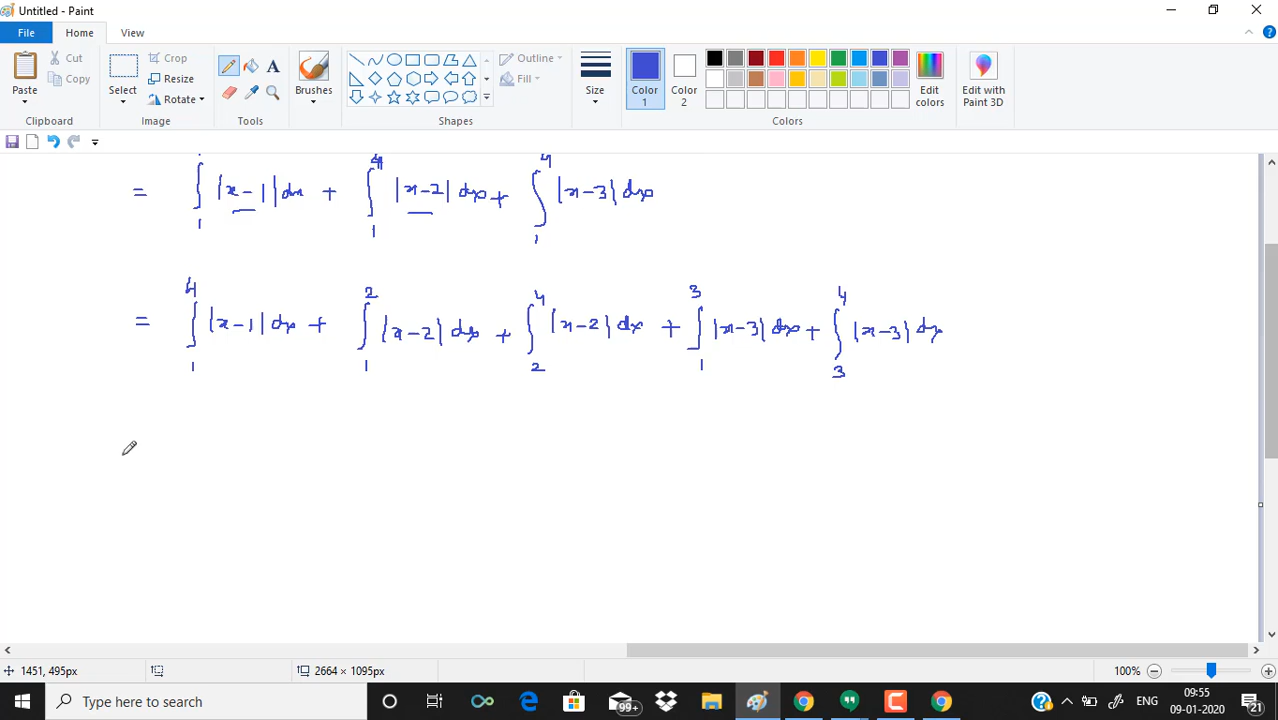 Untitled - Paint
File Home View
Paste Cut Copy Select Crop Resize Rotate Brushes Outline Fill Size Color 1 Color 2 Edit colors Edit with Paint 3D
Clipboard Image Tools Shapes Colors
= ∫₁ |x-1| dx + ∫₁⁴ |x-2| dx + ∫₁⁴ |x-3| dx
= ∫₁⁴ |x-1| dx + ∫₁² |x-2| dx + ∫₂⁴ |x-2| dx + ∫₁³ |x-3| dx + ∫₃⁴ |x-3| dx
1451, 495px 2664 × 1095px 100%
Type here to search 99+ ENG 09:55
09-01-2020 21